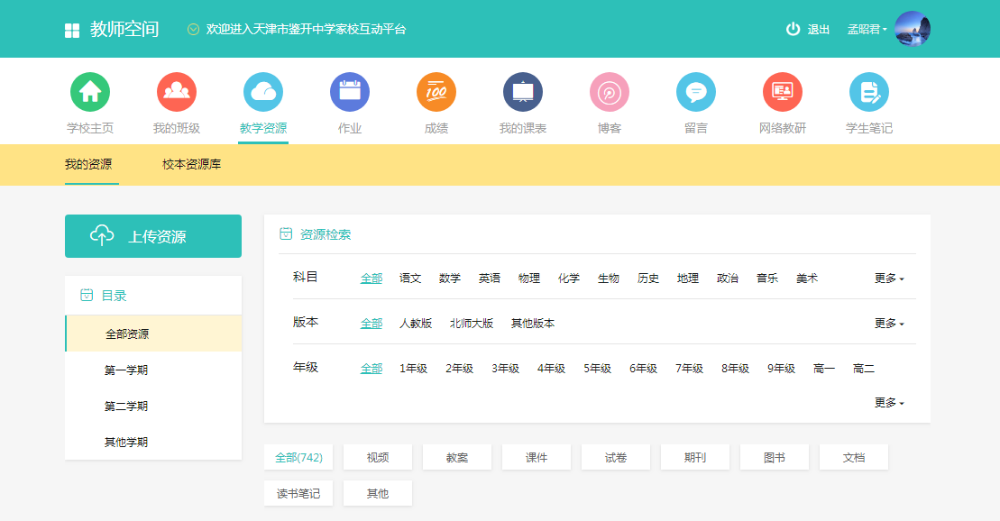 教师空间 欢迎进入天津市鉴开中学家校互动平台 退出 孟昭君
100
学校主页 我的班级 教学资源 作业 成绩 我的课表 博客 留言 网络教研 学生笔记
我的资源 校本资源库
上传资源
目录
全部资源
第一学期
第二学期
其他学期
资源检索
科目 全部 语文 数学 英语 物理 化学 生物 历史 地理 政治 音乐 美术 更多
版本 全部 人教版 北师大版 其他版本 更多
年级 全部 1年级 2年级 3年级 4年级 5年级 6年级 7年级 8年级 9年级 高一 高二
更多
全部(742) 视频 教案 课件 试卷 期刊 图书 文档
读书笔记 其他